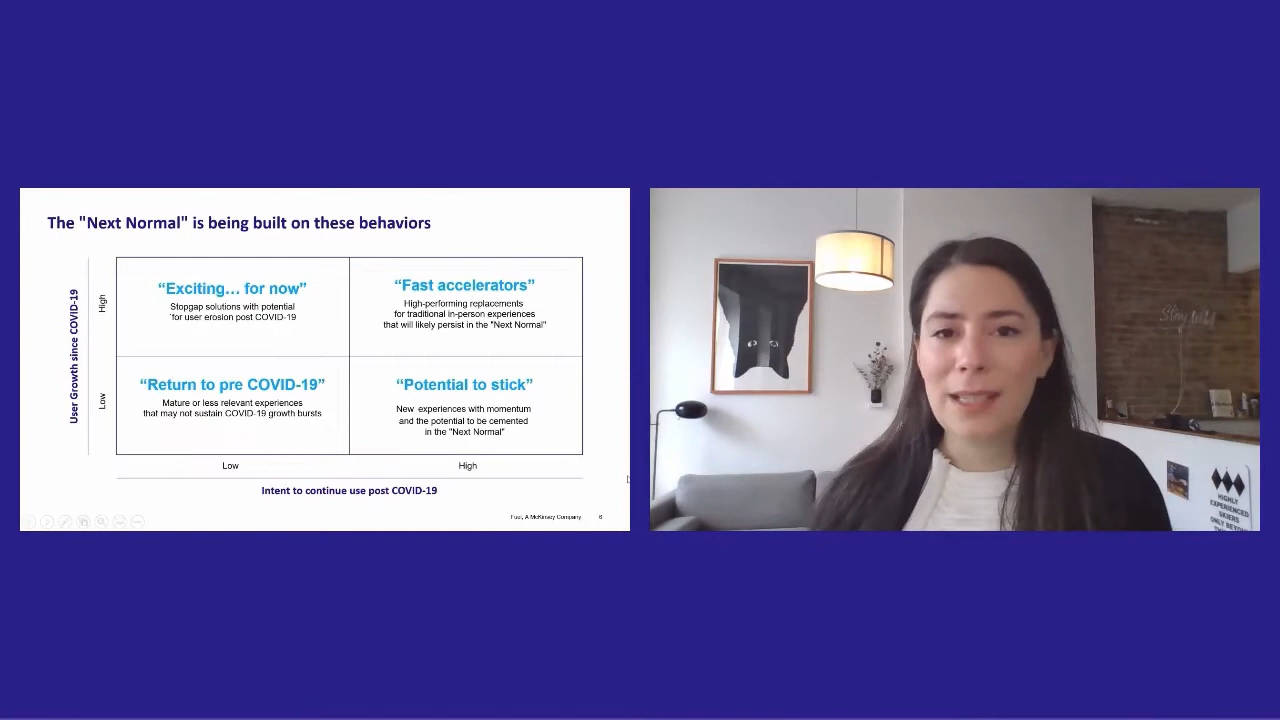 The "Next Normal" is being built on these behaviors
User Growth since COVID-19
High
Low
“Exciting… for now”
Stopgap solutions with potential
for user erosion post COVID-19
“Fast accelerators”
High-performing replacements
for traditional in-person experiences
that will likely persist in the "Next Normal"
“Return to pre COVID-19”
Mature or less relevant experiences
that may not sustain COVID-19 growth bursts
“Potential to stick”
New experiences with momentum
and the potential to be cemented
in the "Next Normal"
Low
High
Intent to continue use post COVID-19
Fuel, A McKinsey Company
6
Stay wild
HIGHLY
EXPERIENCED
SKIERS
ONLY BEYOND